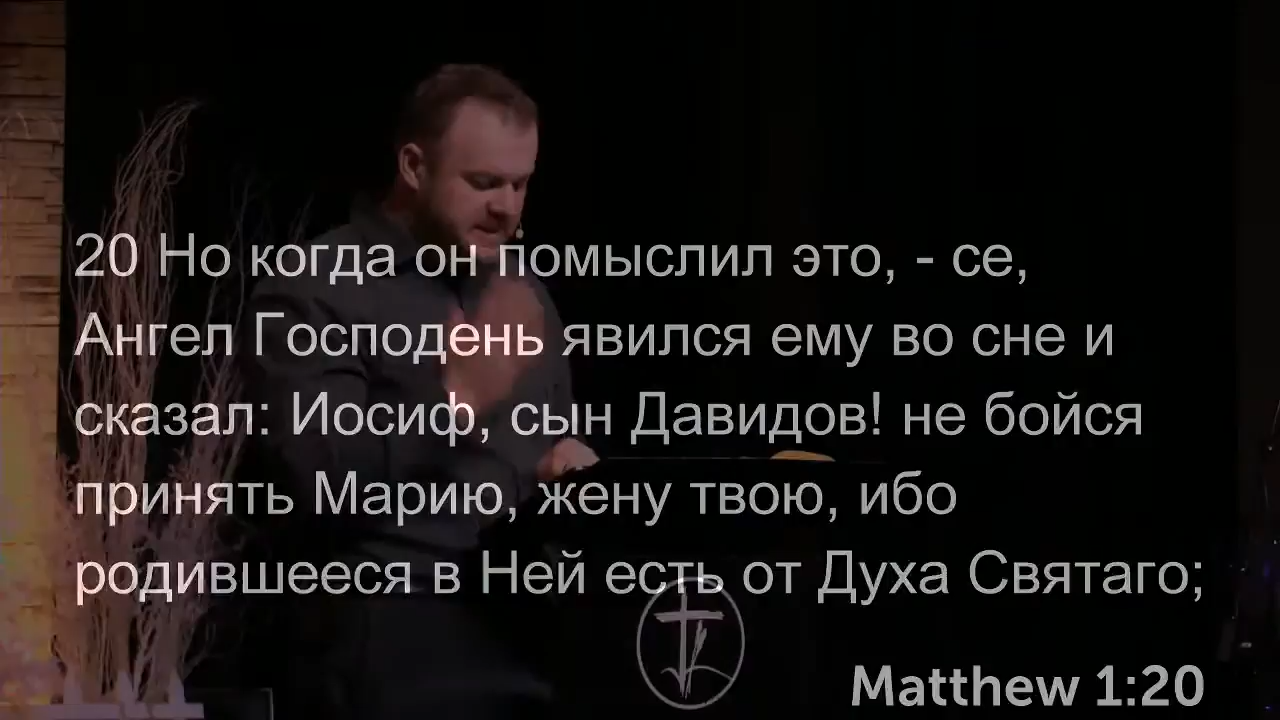 20 Но когда он помыслил это, - се,
Ангел Господень явился ему во сне и
сказал: Иосиф, сын Давидов! не бойся
принять Марию, жену твою, ибо
родившееся в Ней есть от Духа Святаго;
Matthew 1:20